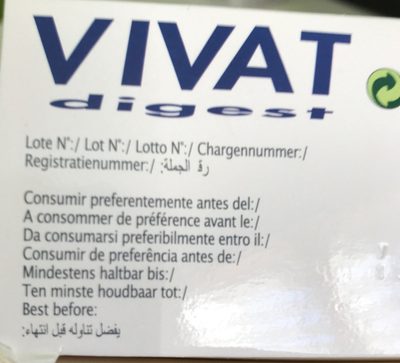 VIVAT
digest
Lote N°:/ Lot N°:/ Lotto N°:/ Chargennummer:/
Registratienummer:/ رقم الجملة:
Consumir preferentemente antes del:/
A consommer de préférence avant le:/
Da consumarsi preferibilmente entro il:/
Consumir de preferência antes de:/
Mindestens haltbar bis:/
Ten minste houdbaar tot:/
Best before:
يفضل تناوله قبل انتهاء: